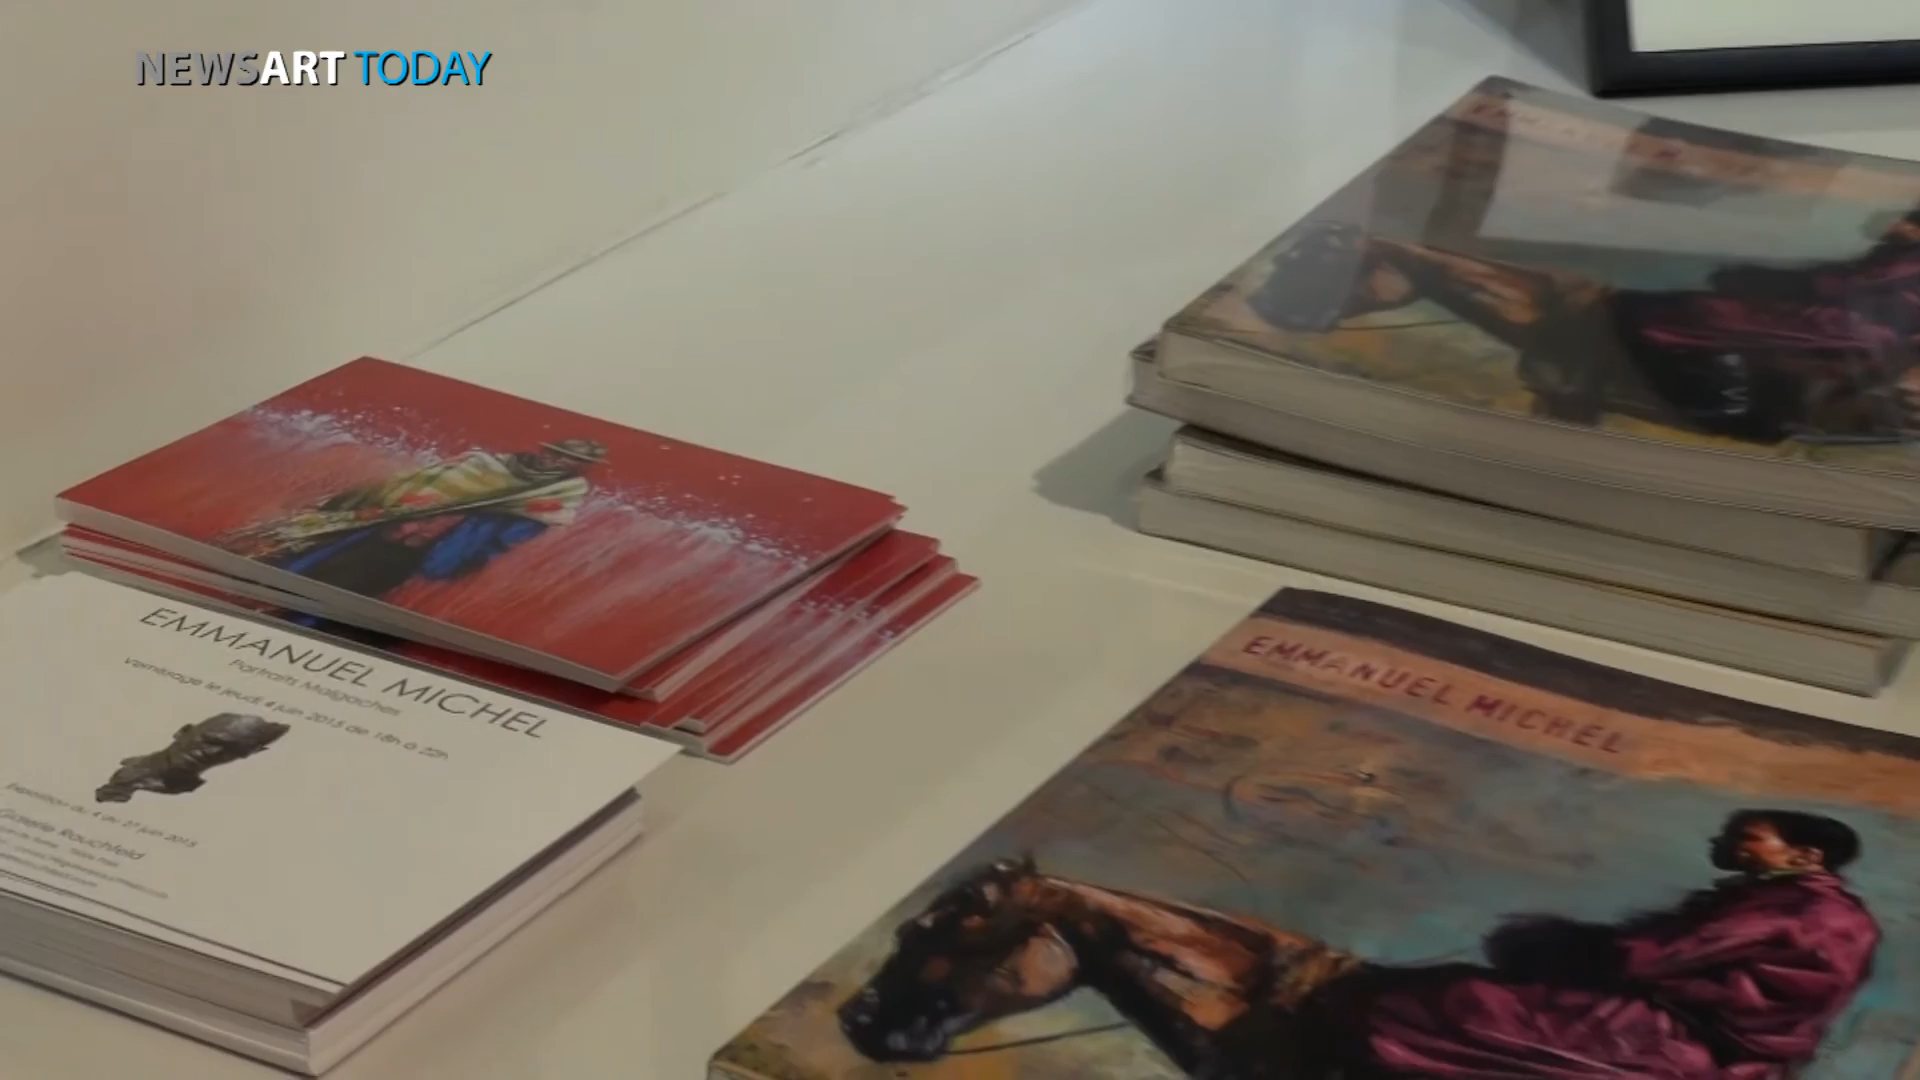 NEWSART TODAY
EMMANUEL MICHEL
Portraits Malgaches
Vernissage le jeudi 4 juin 2015 de 18h à 22h
Exposition du 4 au 27 juin 2015
Galerie Rauchfeld
EMMANUEL MICHEL